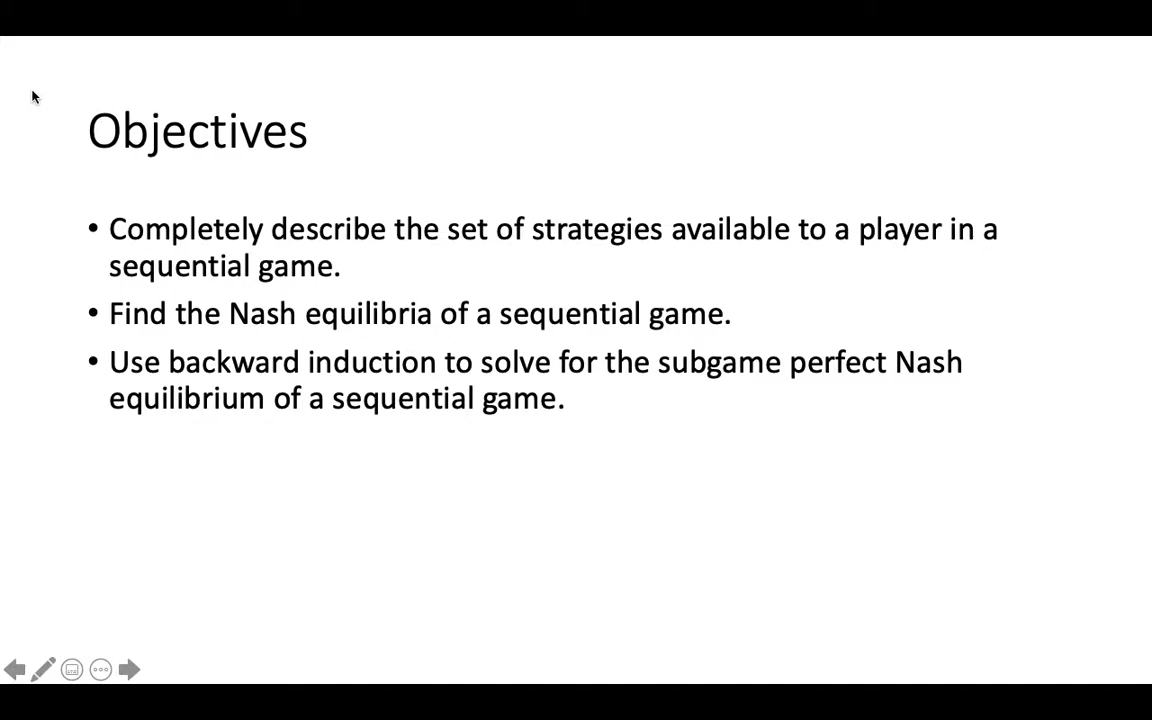 Objectives
• Completely describe the set of strategies available to a player in a
sequential game.
• Find the Nash equilibria of a sequential game.
• Use backward induction to solve for the subgame perfect Nash
equilibrium of a sequential game.